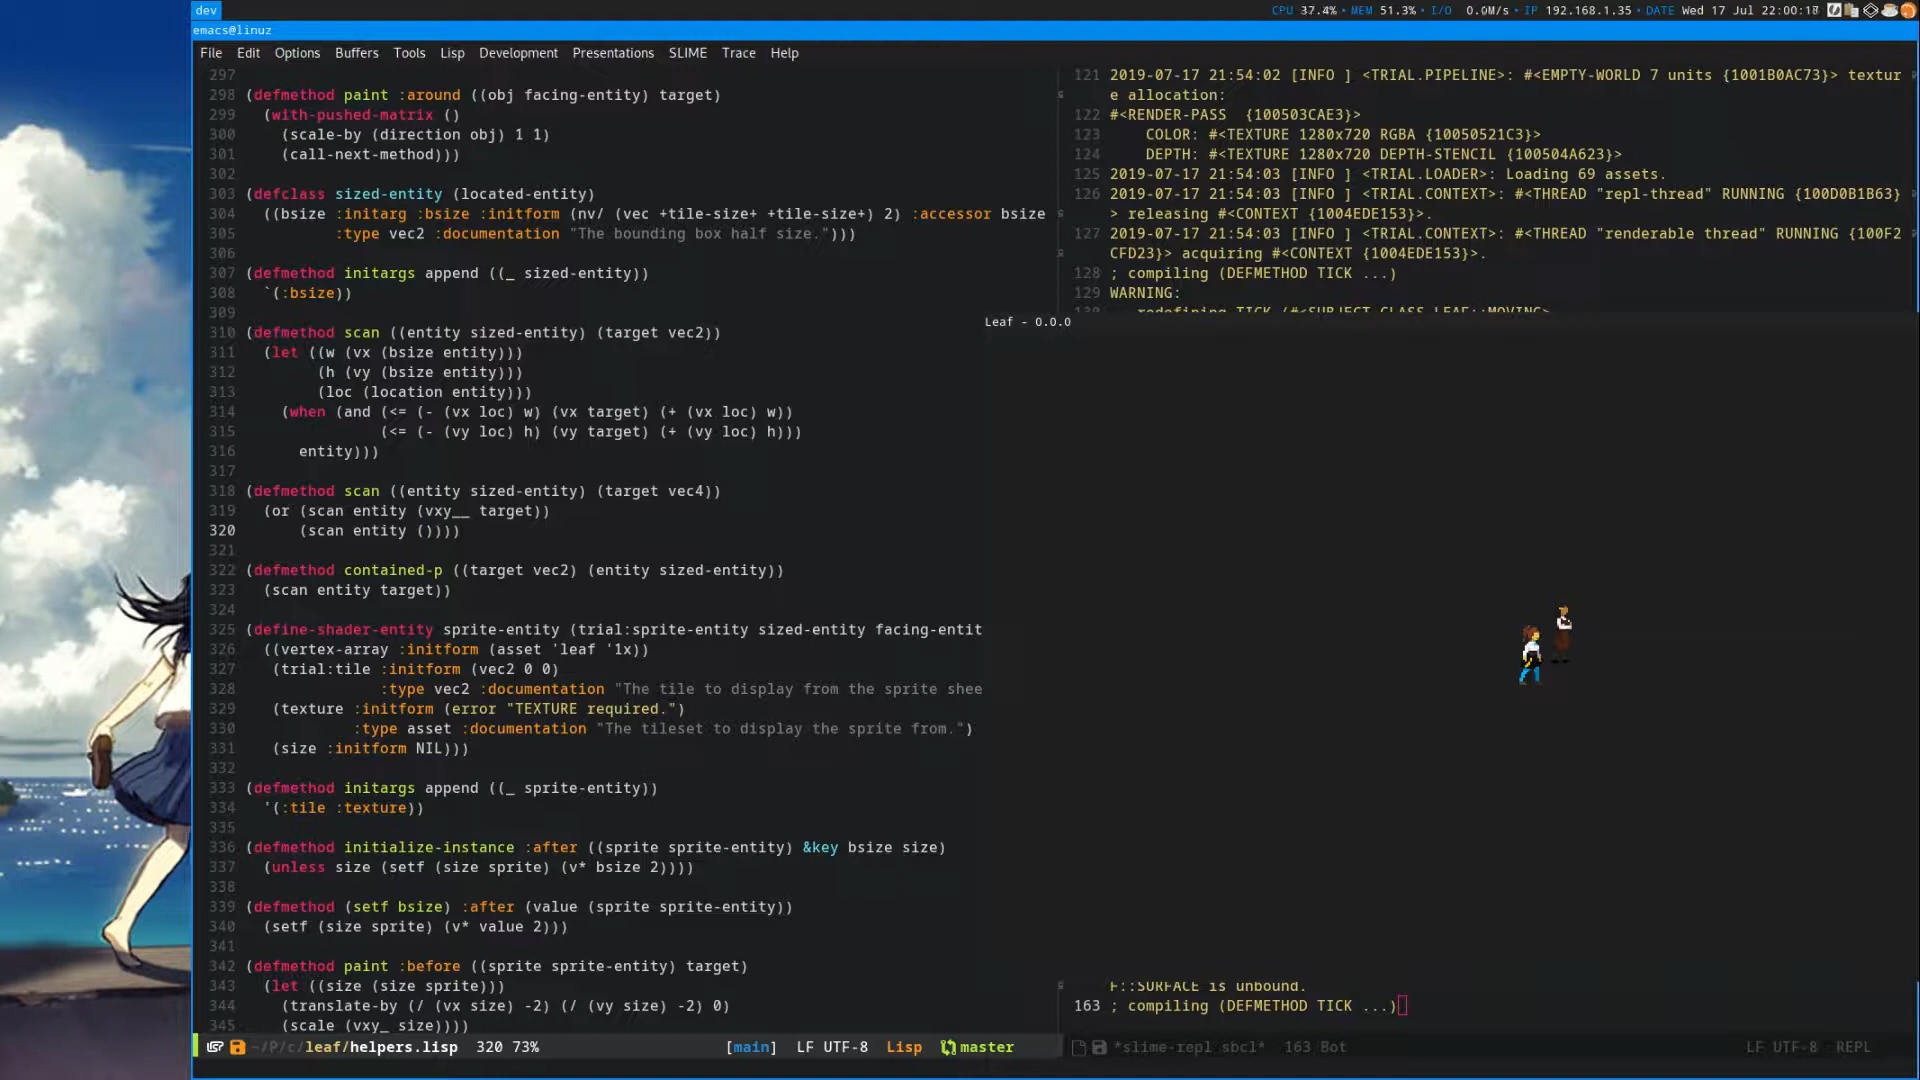 dev
CPU 37.4% • MEM 51.3% • I/O 0.0M/s • IP 192.168.1.35 • DATE Wed 17 Jul 22:00:18
emacs@linuz
File Edit Options Buffers Tools Lisp Development Presentations SLIME Trace Help
297
298 (defmethod paint :around ((obj facing-entity) target)
299   (with-pushed-matrix ()
300     (scale-by (direction obj) 1 1)
301     (call-next-method)))
302
303 (defclass sized-entity (located-entity)
304   ((bsize :initarg :bsize :initform (nv/ (vec +tile-size+ +tile-size+) 2) :accessor bsize
305           :type vec2 :documentation "The bounding box half size.")))
306
307 (defmethod initargs append ((_ sized-entity))
308   `(:bsize))
309
310 (defmethod scan ((entity sized-entity) (target vec2))
311   (let ((w (vx (bsize entity)))
312         (h (vy (bsize entity)))
313         (loc (location entity)))
314     (when (and (<= (- (vx loc) w) (vx target) (+ (vx loc) w))
315                (<= (- (vy loc) h) (vy target) (+ (vy loc) h)))
316       entity)))
317
318 (defmethod scan ((entity sized-entity) (target vec4))
319   (or (scan entity (vxy__ target))
320       (scan entity ())))
321
322 (defmethod contained-p ((target vec2) (entity sized-entity))
323   (scan entity target))
324
325 (define-shader-entity sprite-entity (trial:sprite-entity sized-entity facing-entit
326   ((vertex-array :initform (asset 'leaf '1x))
327    (trial:tile :initform (vec2 0 0)
328                :type vec2 :documentation "The tile to display from the sprite shee
329    (texture :initform (error "TEXTURE required.")
330             :type asset :documentation "The tileset to display the sprite from.")
331    (size :initform NIL)))
332
333 (defmethod initargs append ((_ sprite-entity))
334   '(:tile :texture))
335
336 (defmethod initialize-instance :after ((sprite sprite-entity) &key bsize size)
337   (unless size (setf (size sprite) (v* bsize 2))))
338
339 (defmethod (setf bsize) :after (value (sprite sprite-entity))
340   (setf (size sprite) (v* value 2)))
341
342 (defmethod paint :before ((sprite sprite-entity) target)
343   (let ((size (size sprite)))
344     (translate-by (/ (vx size) -2) (/ (vy size) -2) 0)
345     (scale (vxy_ size))))
~/P/c/leaf/helpers.lisp 320 73% [main] LF UTF-8 Lisp master
121 2019-07-17 21:54:02 [INFO ] <TRIAL.PIPELINE>: #<EMPTY-WORLD 7 units {1001B0AC73}> textur
e allocation:
122 #<RENDER-PASS  {100503CAE3}>
123     COLOR: #<TEXTURE 1280x720 RGBA {10050521C3}>
124     DEPTH: #<TEXTURE 1280x720 DEPTH-STENCIL {100504A623}>
125 2019-07-17 21:54:03 [INFO ] <TRIAL.LOADER>: Loading 69 assets.
126 2019-07-17 21:54:03 [INFO ] <TRIAL.CONTEXT>: #<THREAD "repl-thread" RUNNING {100D0B1B63}
> releasing #<CONTEXT {1004EDE153}>.
127 2019-07-17 21:54:03 [INFO ] <TRIAL.CONTEXT>: #<THREAD "renderable thread" RUNNING {100F2
CFD23}> acquiring #<CONTEXT {1004EDE153}>.
128 ; compiling (DEFMETHOD TICK ...)
129 WARNING:
130    redefining TICK (#<SUBJECT-CLASS LEAF::MOVING>
Leaf - 0.0.0
F::SURFACE is unbound.
163 ; compiling (DEFMETHOD TICK ...)
*slime-repl sbcl* 163 Bot LF UTF-8 REPL